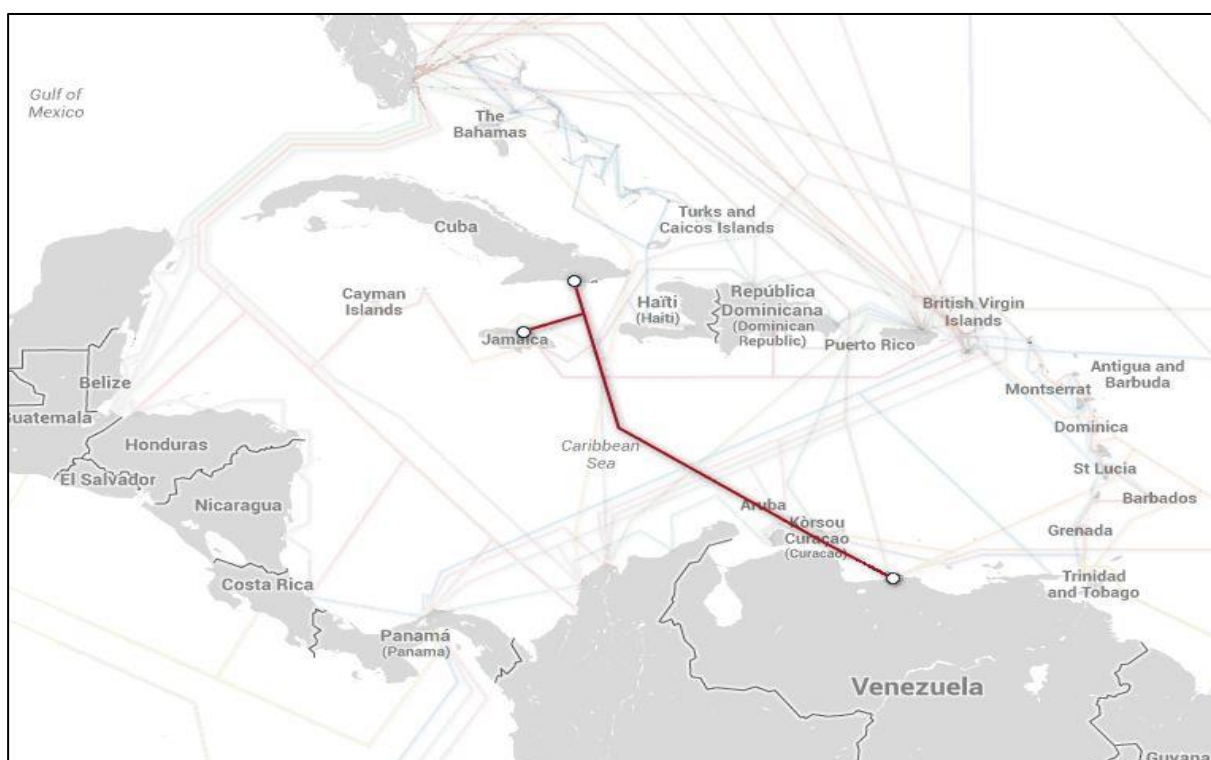 Gulf of
Mexico
The
Bahamas
Turks and
Caicos Islands
Cuba
Cayman
Islands
Haïti
(Haiti)
República
Dominicana
(Dominican
Republic)
British Virgin
Islands
Jamaica
Puerto Rico
Antigua and
Barbuda
Belize
Montserrat
Guatemala
Dominica
Honduras
Caribbean
Sea
St Lucia
El Salvador
Barbados
Nicaragua
Aruba
Kòrsou
Curaçao
(Curacao)
Grenada
Costa Rica
Trinidad
and Tobago
Panamá
(Panama)
Venezuela
Guyana